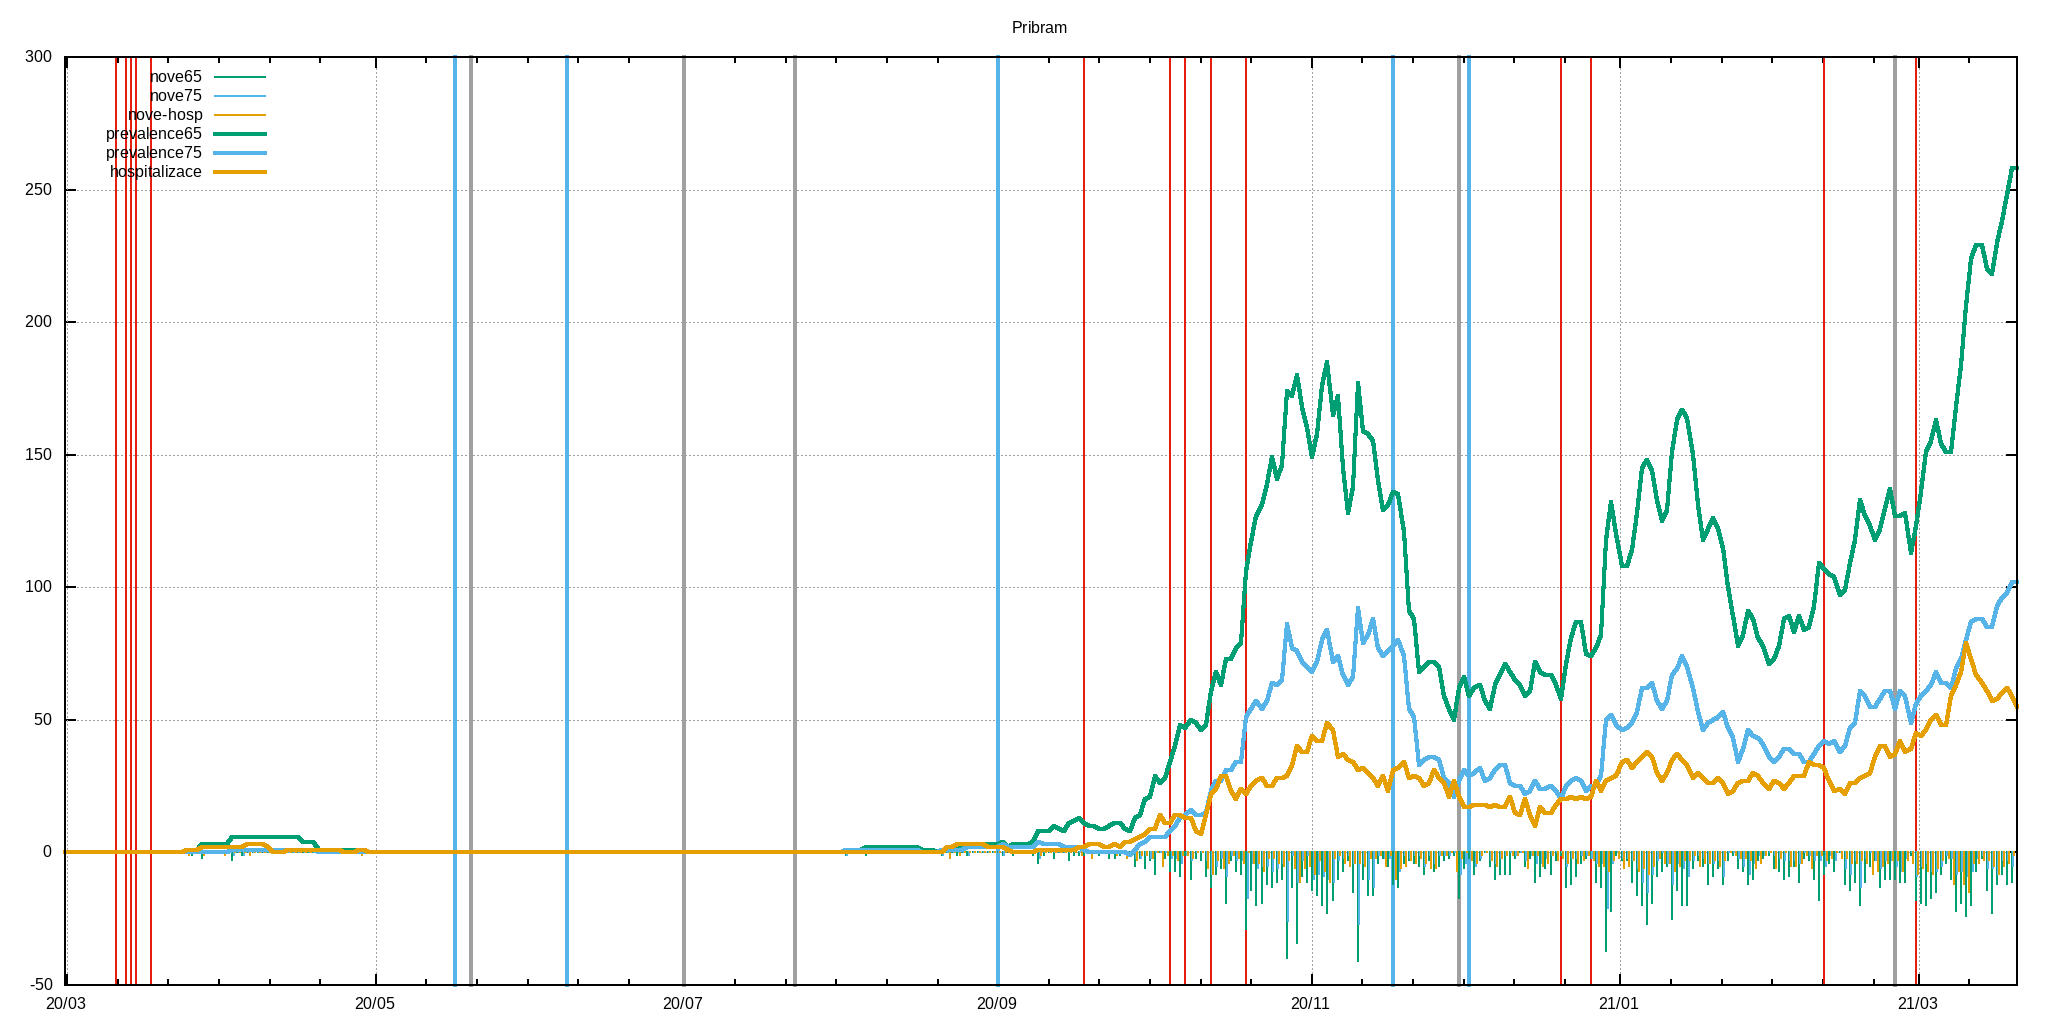 Pribram
300
nove65
nove75
nove-hosp
prevalence65
prevalence75
hospitalizace
250
200
150
100
50
0
-50
20/03 20/05 20/07 20/09 20/11 21/01 21/03